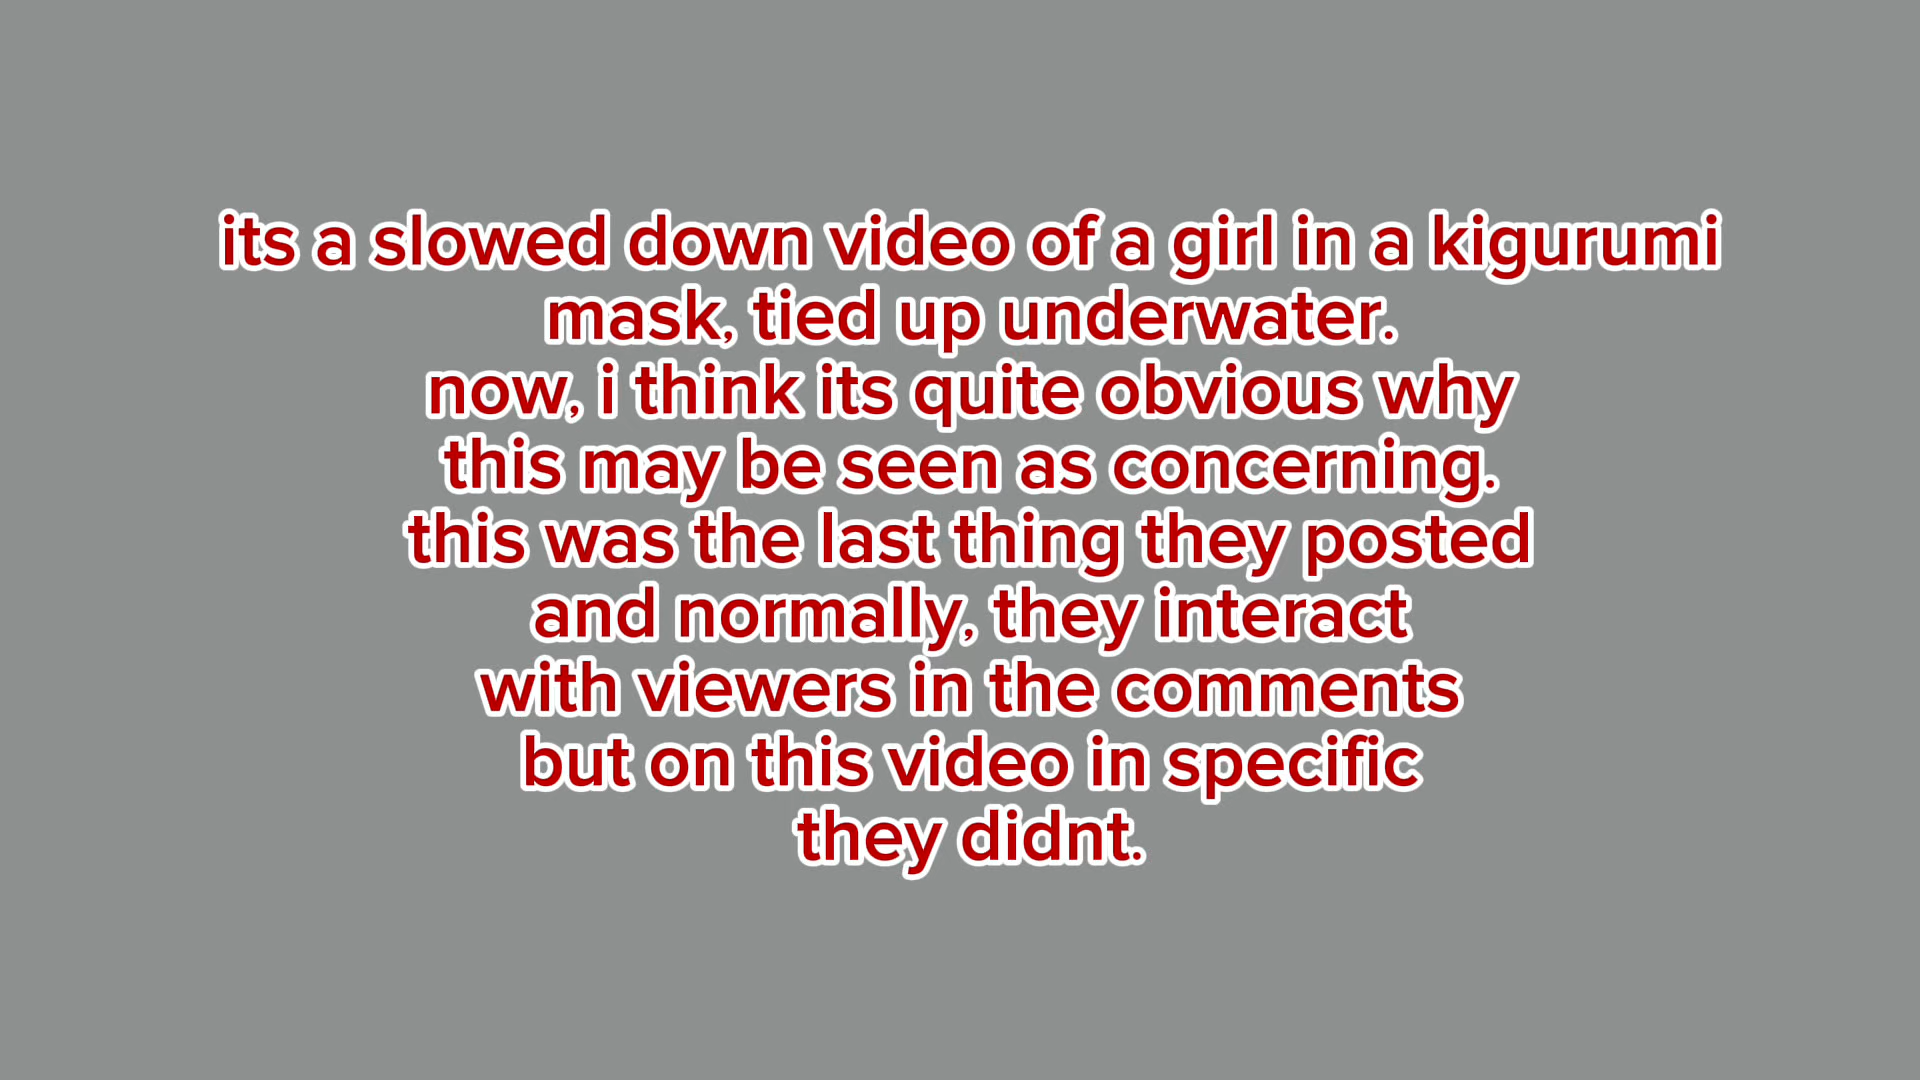 its a slowed down video of a girl in a kigurumi
mask, tied up underwater.
now, i think its quite obvious why
this may be seen as concerning.
this was the last thing they posted
and normally, they interact
with viewers in the comments
but on this video in specific
they didnt.